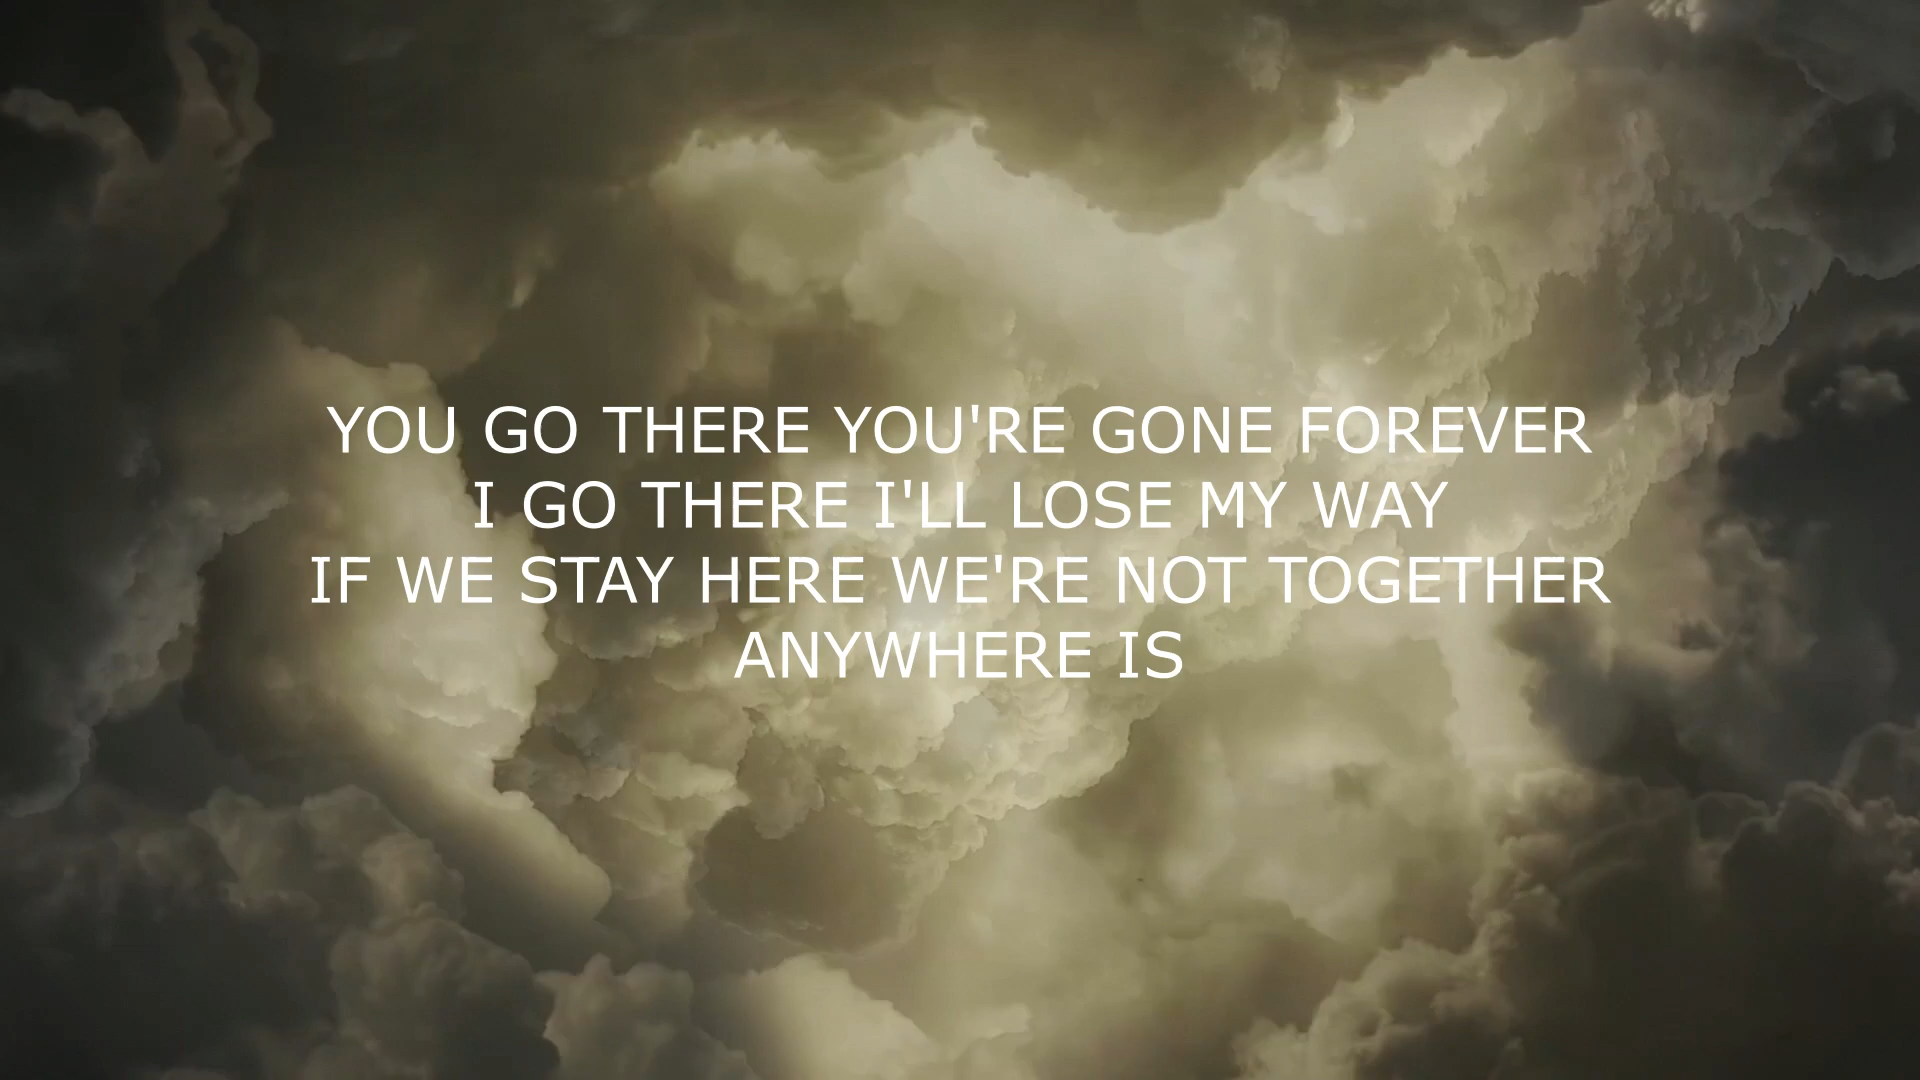 YOU GO THERE YOU'RE GONE FOREVER
I GO THERE I'LL LOSE MY WAY
IF WE STAY HERE WE'RE NOT TOGETHER
ANYWHERE IS